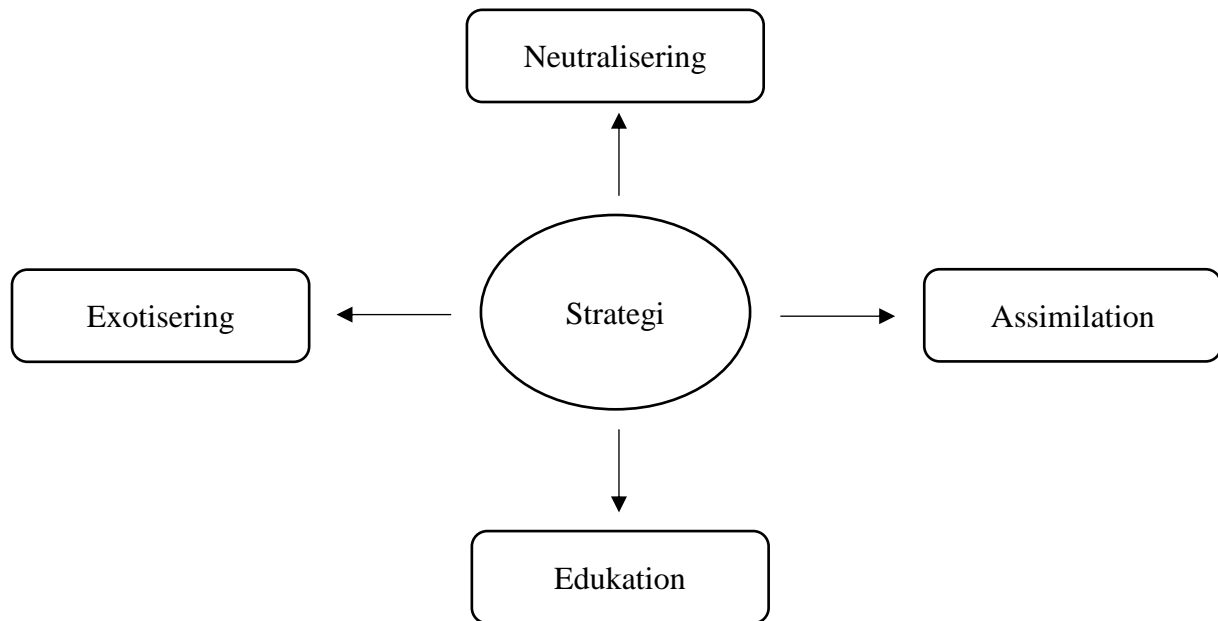 Neutralisering
Exotisering
Strategi
Assimilation
Edukation